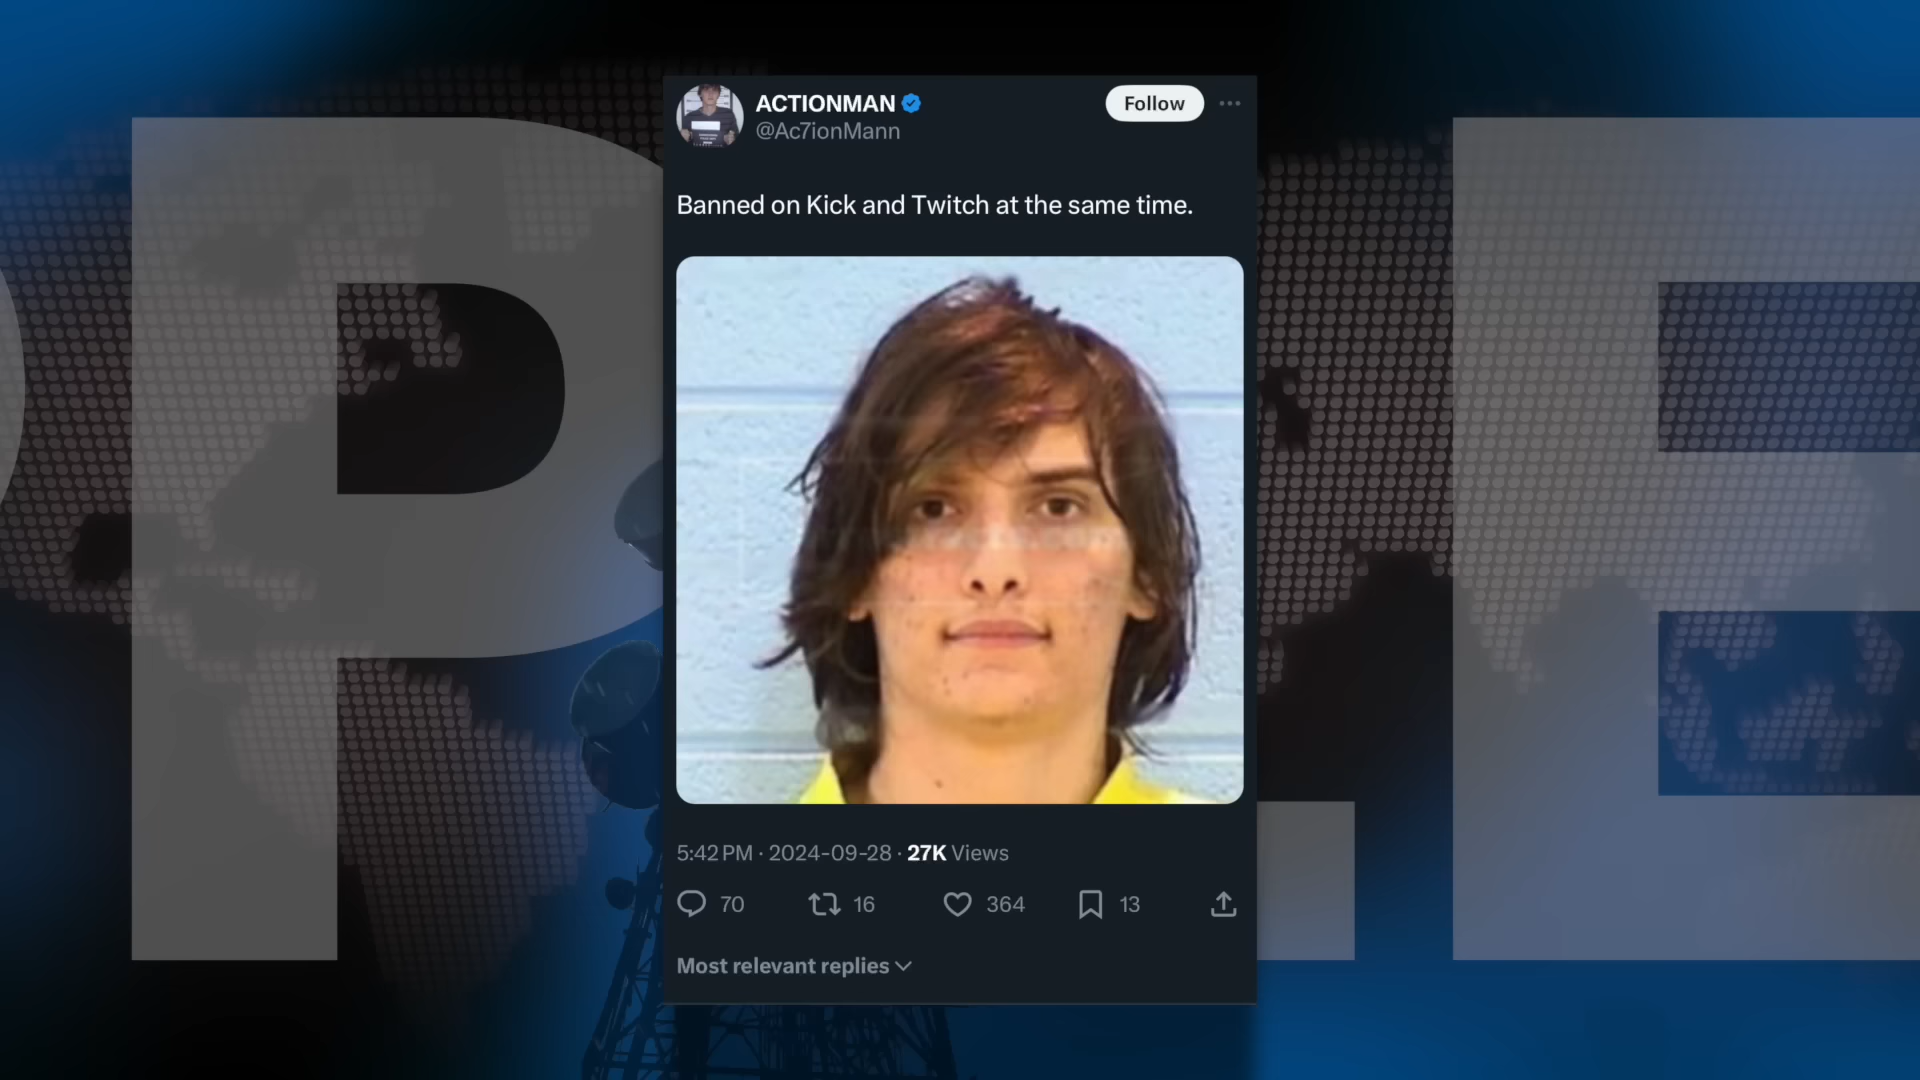 ACTIONMAN
@Ac7ionMann
Follow
Banned on Kick and Twitch at the same time.
5:42 PM · 2024-09-28 · 27K Views
70 16 364 13
Most relevant replies
P E